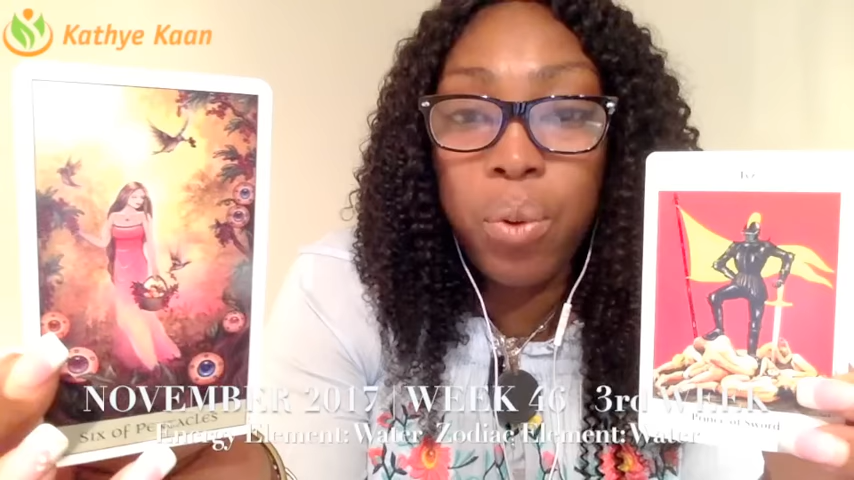 Kathye Kaan
NOVEMBER 2017 | WEEK 46 | 3rd WEEK
SIX OF PENTACLES
Energy Element: Water Zodiac Element: Water
Prince of Sword